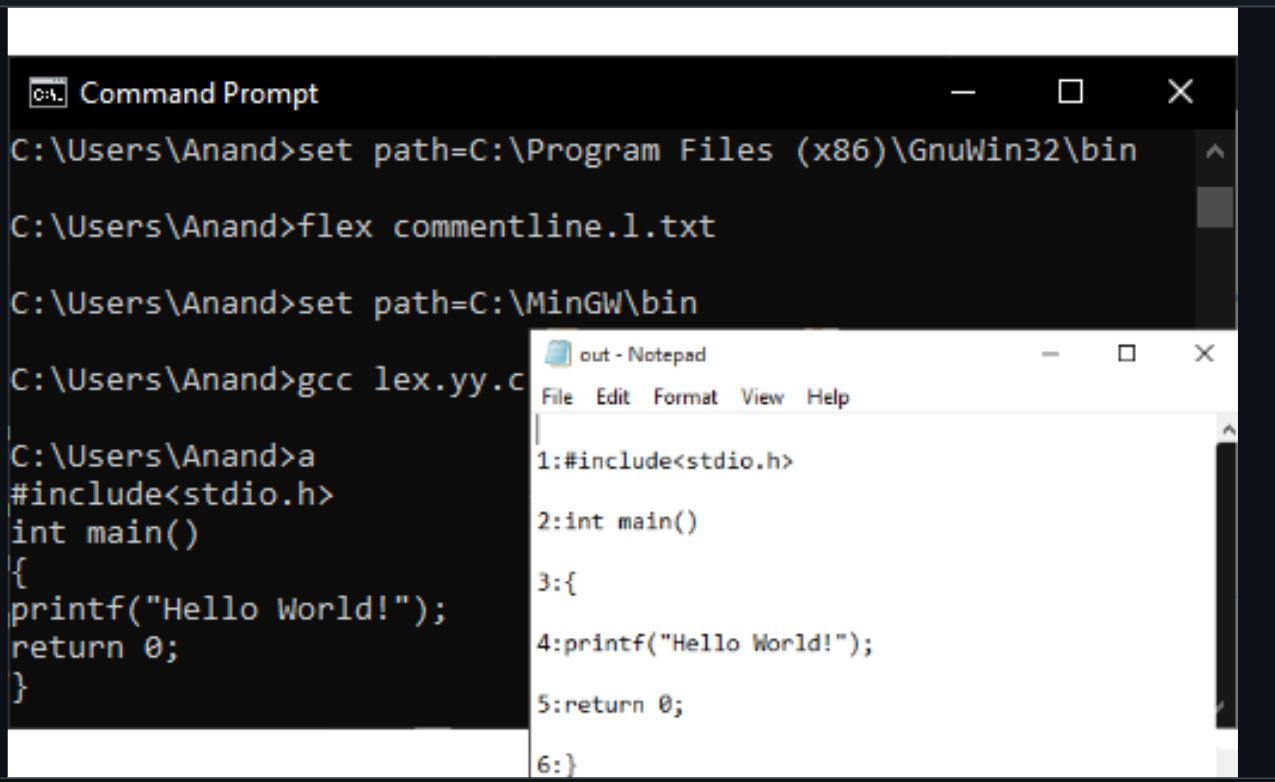 Command Prompt
C:\Users\Anand>set path=C:\Program Files (x86)\GnuWin32\bin
C:\Users\Anand>flex commentline.l.txt
C:\Users\Anand>set path=C:\MinGW\bin
C:\Users\Anand>gcc lex.yy.c
C:\Users\Anand>a
#include<stdio.h>
int main()
{
printf("Hello World!");
return 0;
}
out - Notepad
File Edit Format View Help
1:#include<stdio.h>
2:int main()
3:{
4:printf("Hello World!");
5:return 0;
6:}